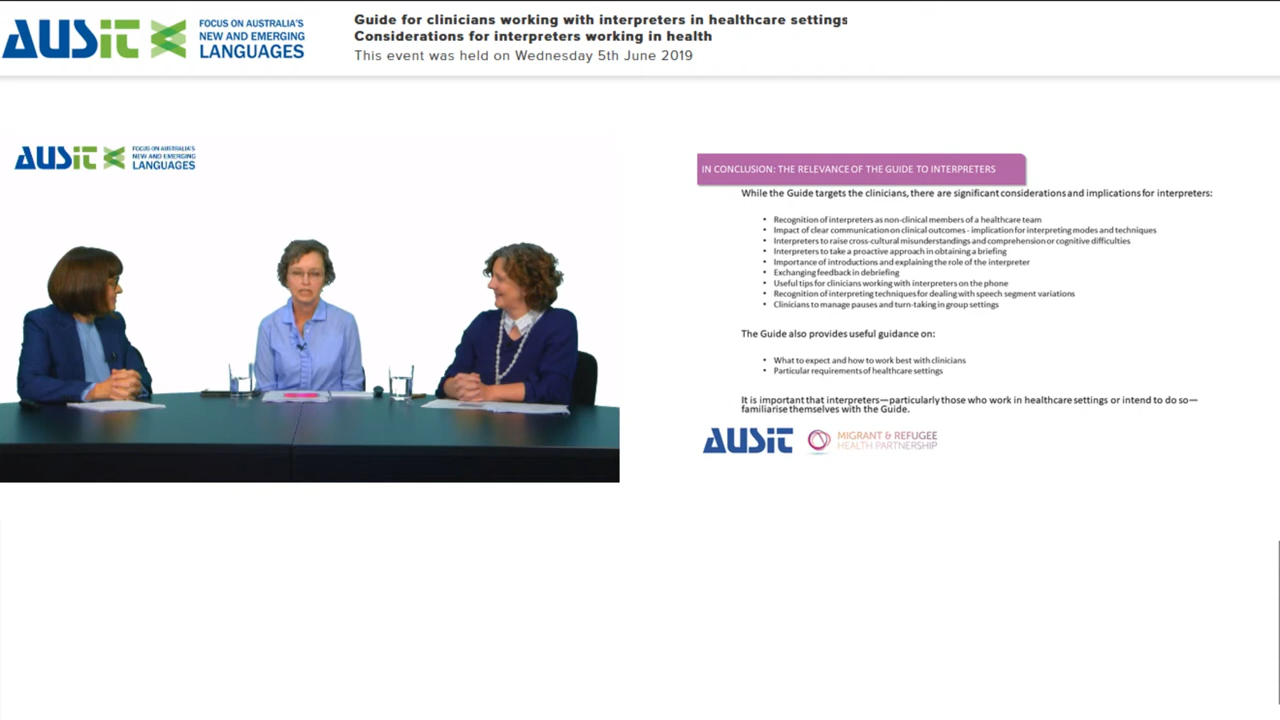 AUSiT
FOCUS ON AUSTRALIA'S
NEW AND EMERGING
LANGUAGES
Guide for clinicians working with interpreters in healthcare settings
Considerations for interpreters working in health
This event was held on Wednesday 5th June 2019
AUSiT
FOCUS ON AUSTRALIA'S
NEW AND EMERGING
LANGUAGES
IN CONCLUSION: THE RELEVANCE OF THE GUIDE TO INTERPRETERS
While the Guide targets the clinicians, there are significant considerations and implications for interpreters:
• Recognition of interpreters as non-clinical members of a healthcare team
• Impact of clear communication on clinical outcomes - implication for interpreting modes and techniques
• Interpreters to raise cross-cultural misunderstandings and comprehension or cognitive difficulties
• Interpreters to take a proactive approach in obtaining a briefing
• Importance of introductions and explaining the role of the interpreter
• Exchanging feedback in debriefing
• Useful tips for clinicians working with interpreters on the phone
• Recognition of interpreting techniques for dealing with speech segment variations
• Clinicians to manage pauses and turn-taking in group settings
The Guide also provides useful guidance on:
• What to expect and how to work best with clinicians
• Particular requirements of healthcare settings
It is important that interpreters—particularly those who work in healthcare settings or intend to do so—
familiarise themselves with the Guide.
AUSiT
MIGRANT & REFUGEE
HEALTH PARTNERSHIP